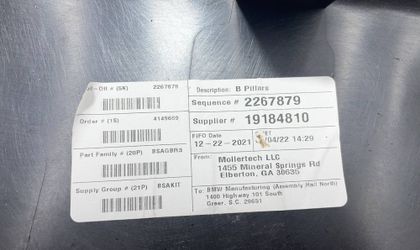 2267879
Order # (1S) 4149669
Part Family # (20P) BSAGBR3
Supply Group # (21P) BSAKIT
Description: B Pillars
Sequence # 2267879
Supplier # 19184810
FIFO Date
12-22-2021
/04/22 14:29
From: Mollertech LLC
1455 Mineral Springs Rd
Elberton, GA 30635
To: BMW Manufacturing (Assembly Hall North)
1400 Highway 101 South
Greer, S.C. 29651